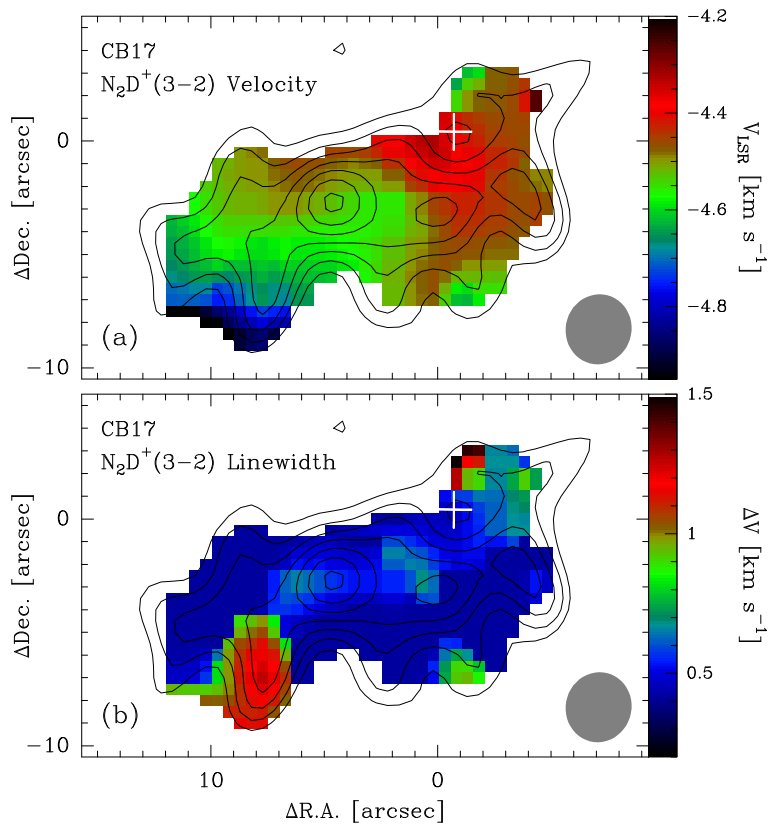 CB17
N₂D⁺(3−2) Velocity
(a)
ΔDec. [arcsec]
0
−10
−4.2
−4.4
−4.6
−4.8
V_LSR [km s⁻¹]
CB17
N₂D⁺(3−2) Linewidth
(b)
ΔDec. [arcsec]
0
−10
1.5
1
0.5
ΔV [km s⁻¹]
10
0
ΔR.A. [arcsec]